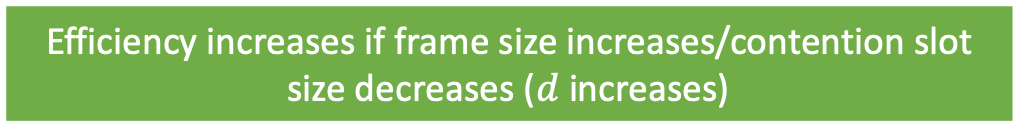 Efficiency increases if frame size increases/contention slot
size decreases (𝑑 increases)